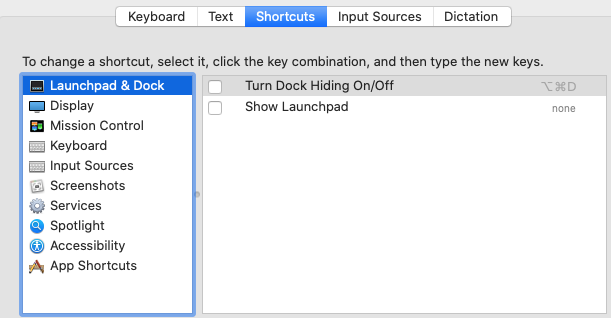 Keyboard Text Shortcuts Input Sources Dictation
To change a shortcut, select it, click the key combination, and then type the new keys.
Launchpad & Dock
Display
Mission Control
Keyboard
Input Sources
Screenshots
Services
Spotlight
Accessibility
App Shortcuts
Turn Dock Hiding On/Off ⌥⌘D
Show Launchpad none